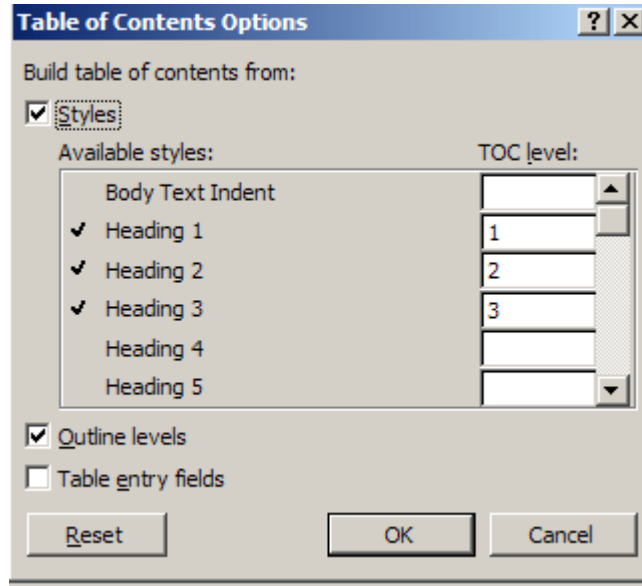 Table of Contents Options
Build table of contents from:
Styles
Available styles: TOC level:
Body Text Indent
Heading 1 1
Heading 2 2
Heading 3 3
Heading 4
Heading 5
Outline levels
Table entry fields
Reset OK Cancel